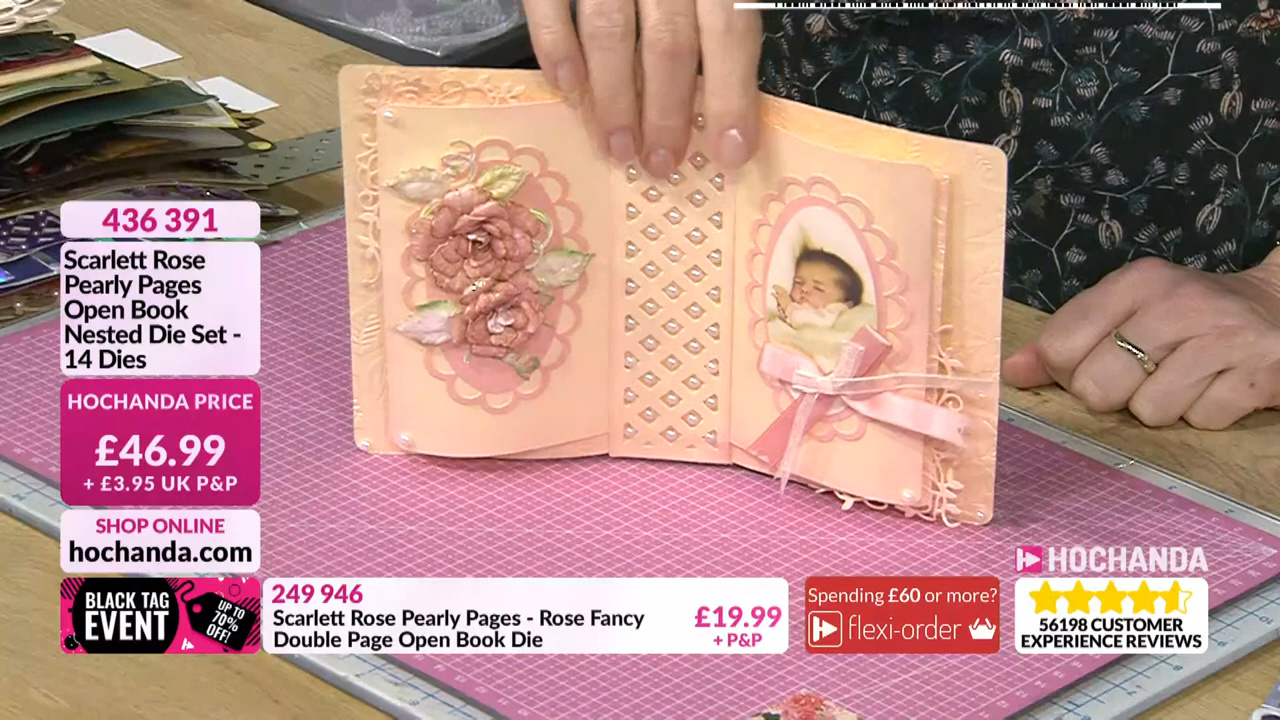 436 391
Scarlett Rose
Pearly Pages
Open Book
Nested Die Set -
14 Dies
HOCHANDA PRICE
£46.99
+ £3.95 UK P&P
SHOP ONLINE
hochanda.com
BLACK TAG
EVENT
UP TO
70%
OFF!
249 946
Scarlett Rose Pearly Pages - Rose Fancy
Double Page Open Book Die
£19.99
+ P&P
Spending £60 or more?
flexi-order
HOCHANDA
56198 CUSTOMER
EXPERIENCE REVIEWS